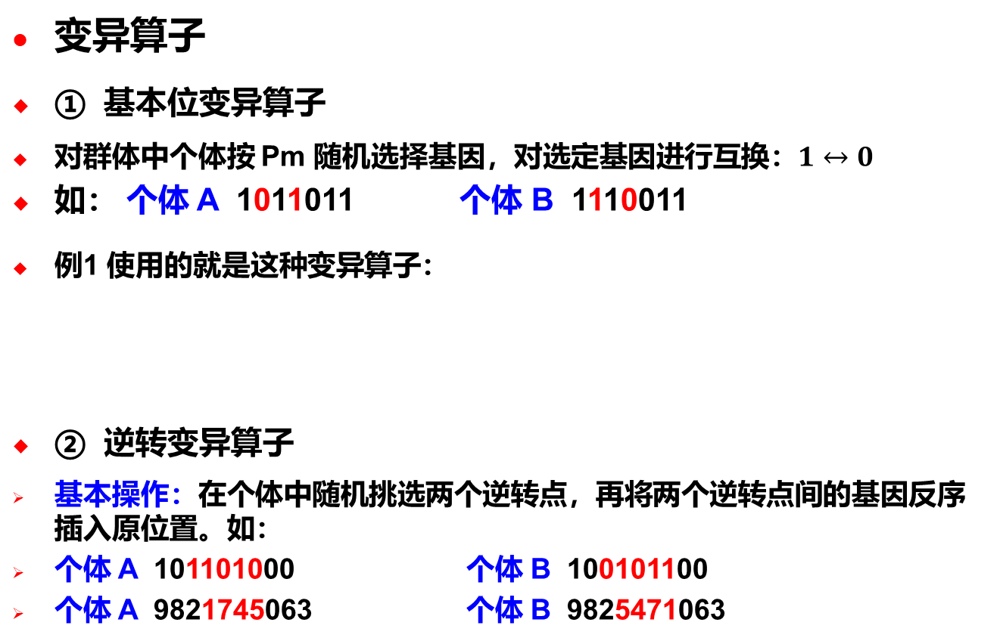 变异算子
① 基本位变异算子
对群体中个体按 Pm 随机选择基因，对选定基因进行互换：1 ↔ 0
如： 个体 A 1011011 个体 B 1110011
例1 使用的就是这种变异算子：
② 逆转变异算子
基本操作：在个体中随机挑选两个逆转点，再将两个逆转点间的基因反序
插入原位置。如：
个体 A 101101000 个体 B 100101100
个体 A 9821745063 个体 B 9825471063